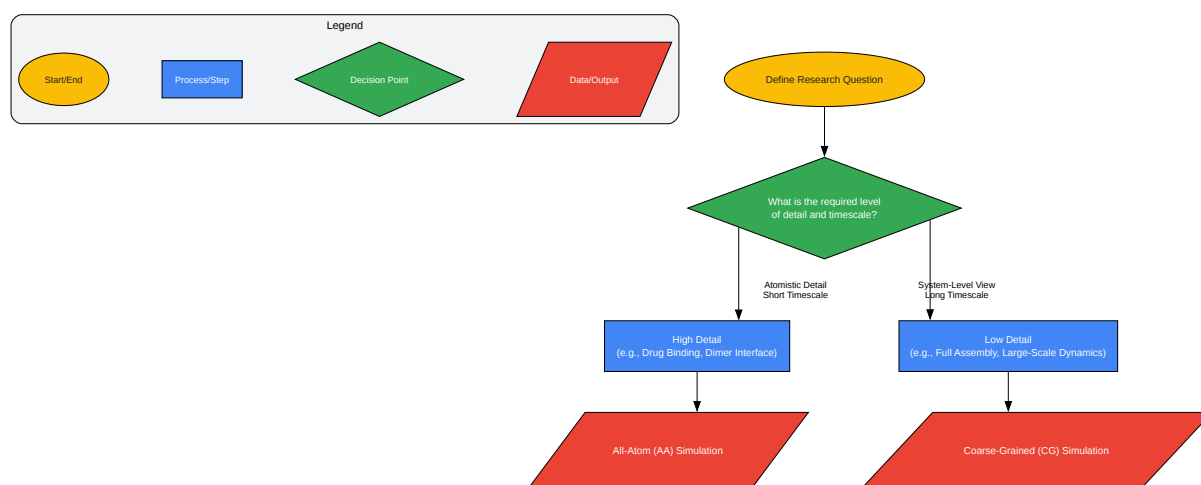 Legend
Start/End
Process/Step
Decision Point
Data/Output
Define Research Question
What is the required level
of detail and timescale?
Atomistic Detail
Short Timescale
System-Level View
Long Timescale
High Detail
(e.g., Drug Binding, Dimer Interface)
Low Detail
(e.g., Full Assembly, Large-Scale Dynamics)
All-Atom (AA) Simulation
Coarse-Grained (CG) Simulation